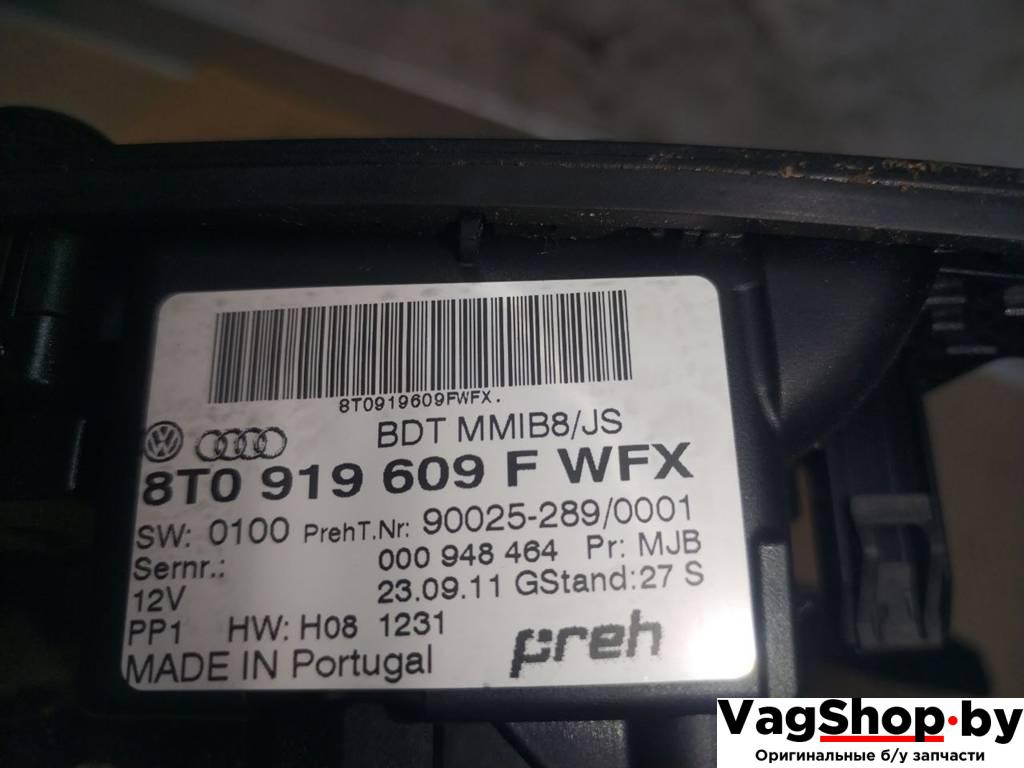 8T0919609FWFX.
BDT MMIB8/JS
8T0 919 609 F WFX
SW: 0100 PrehT.Nr: 90025-289/0001
Sernr.: 000 948 464 Pr: MJB
12V 23.09.11 GStand:27 S
PP1 HW: H08 1231
MADE IN Portugal
preh
VagShop.by
Оригинальные б/у запчасти